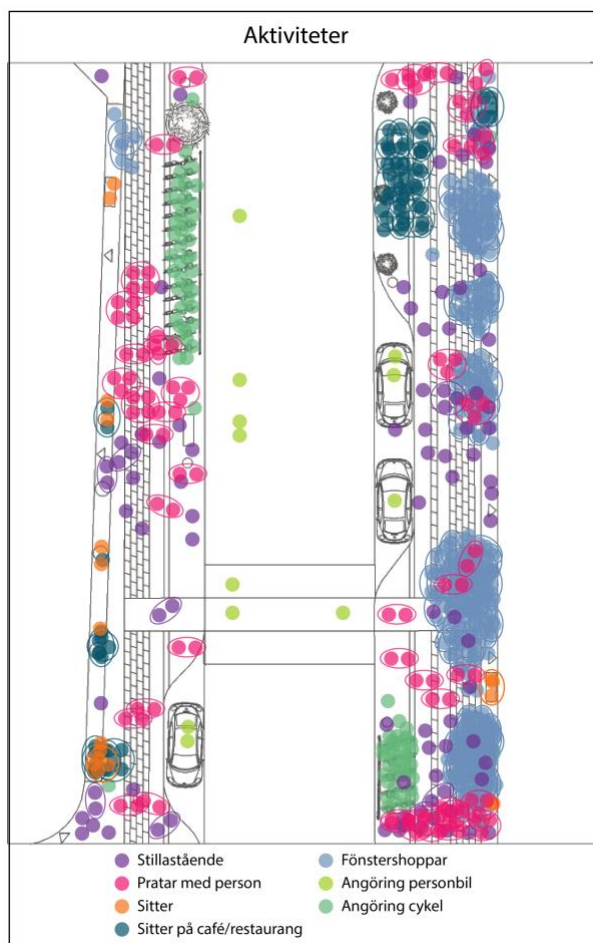 Aktiviteter
Stillastående
Pratar med person
Sitter
Sitter på café/restaurang
Fönstershoppar
Angöring personbil
Angöring cykel